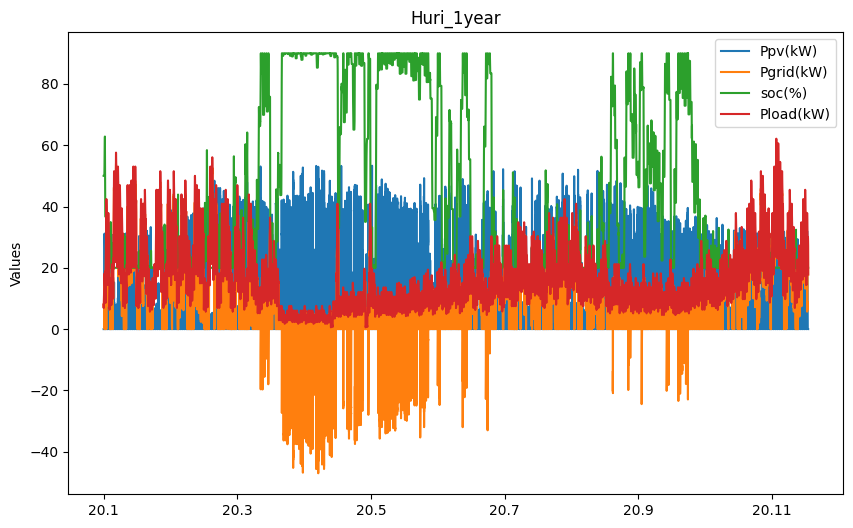 Huri_1year
Ppv(kW)
Pgrid(kW)
soc(%)
Pload(kW)
Values
80
60
40
20
0
−20
−40
20.1 20.3 20.5 20.7 20.9 20.11